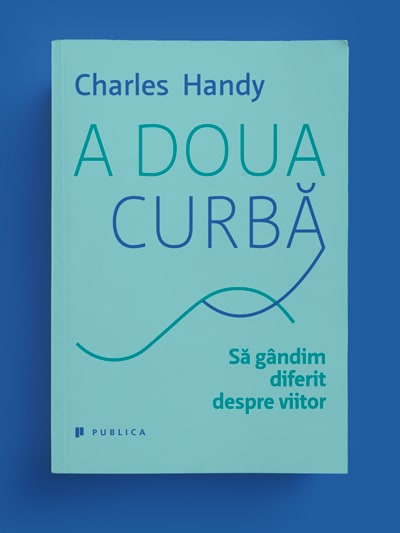 Charles Handy
A DOUA
CURBĂ
Să gândim
diferit
despre viitor
PUBLICA